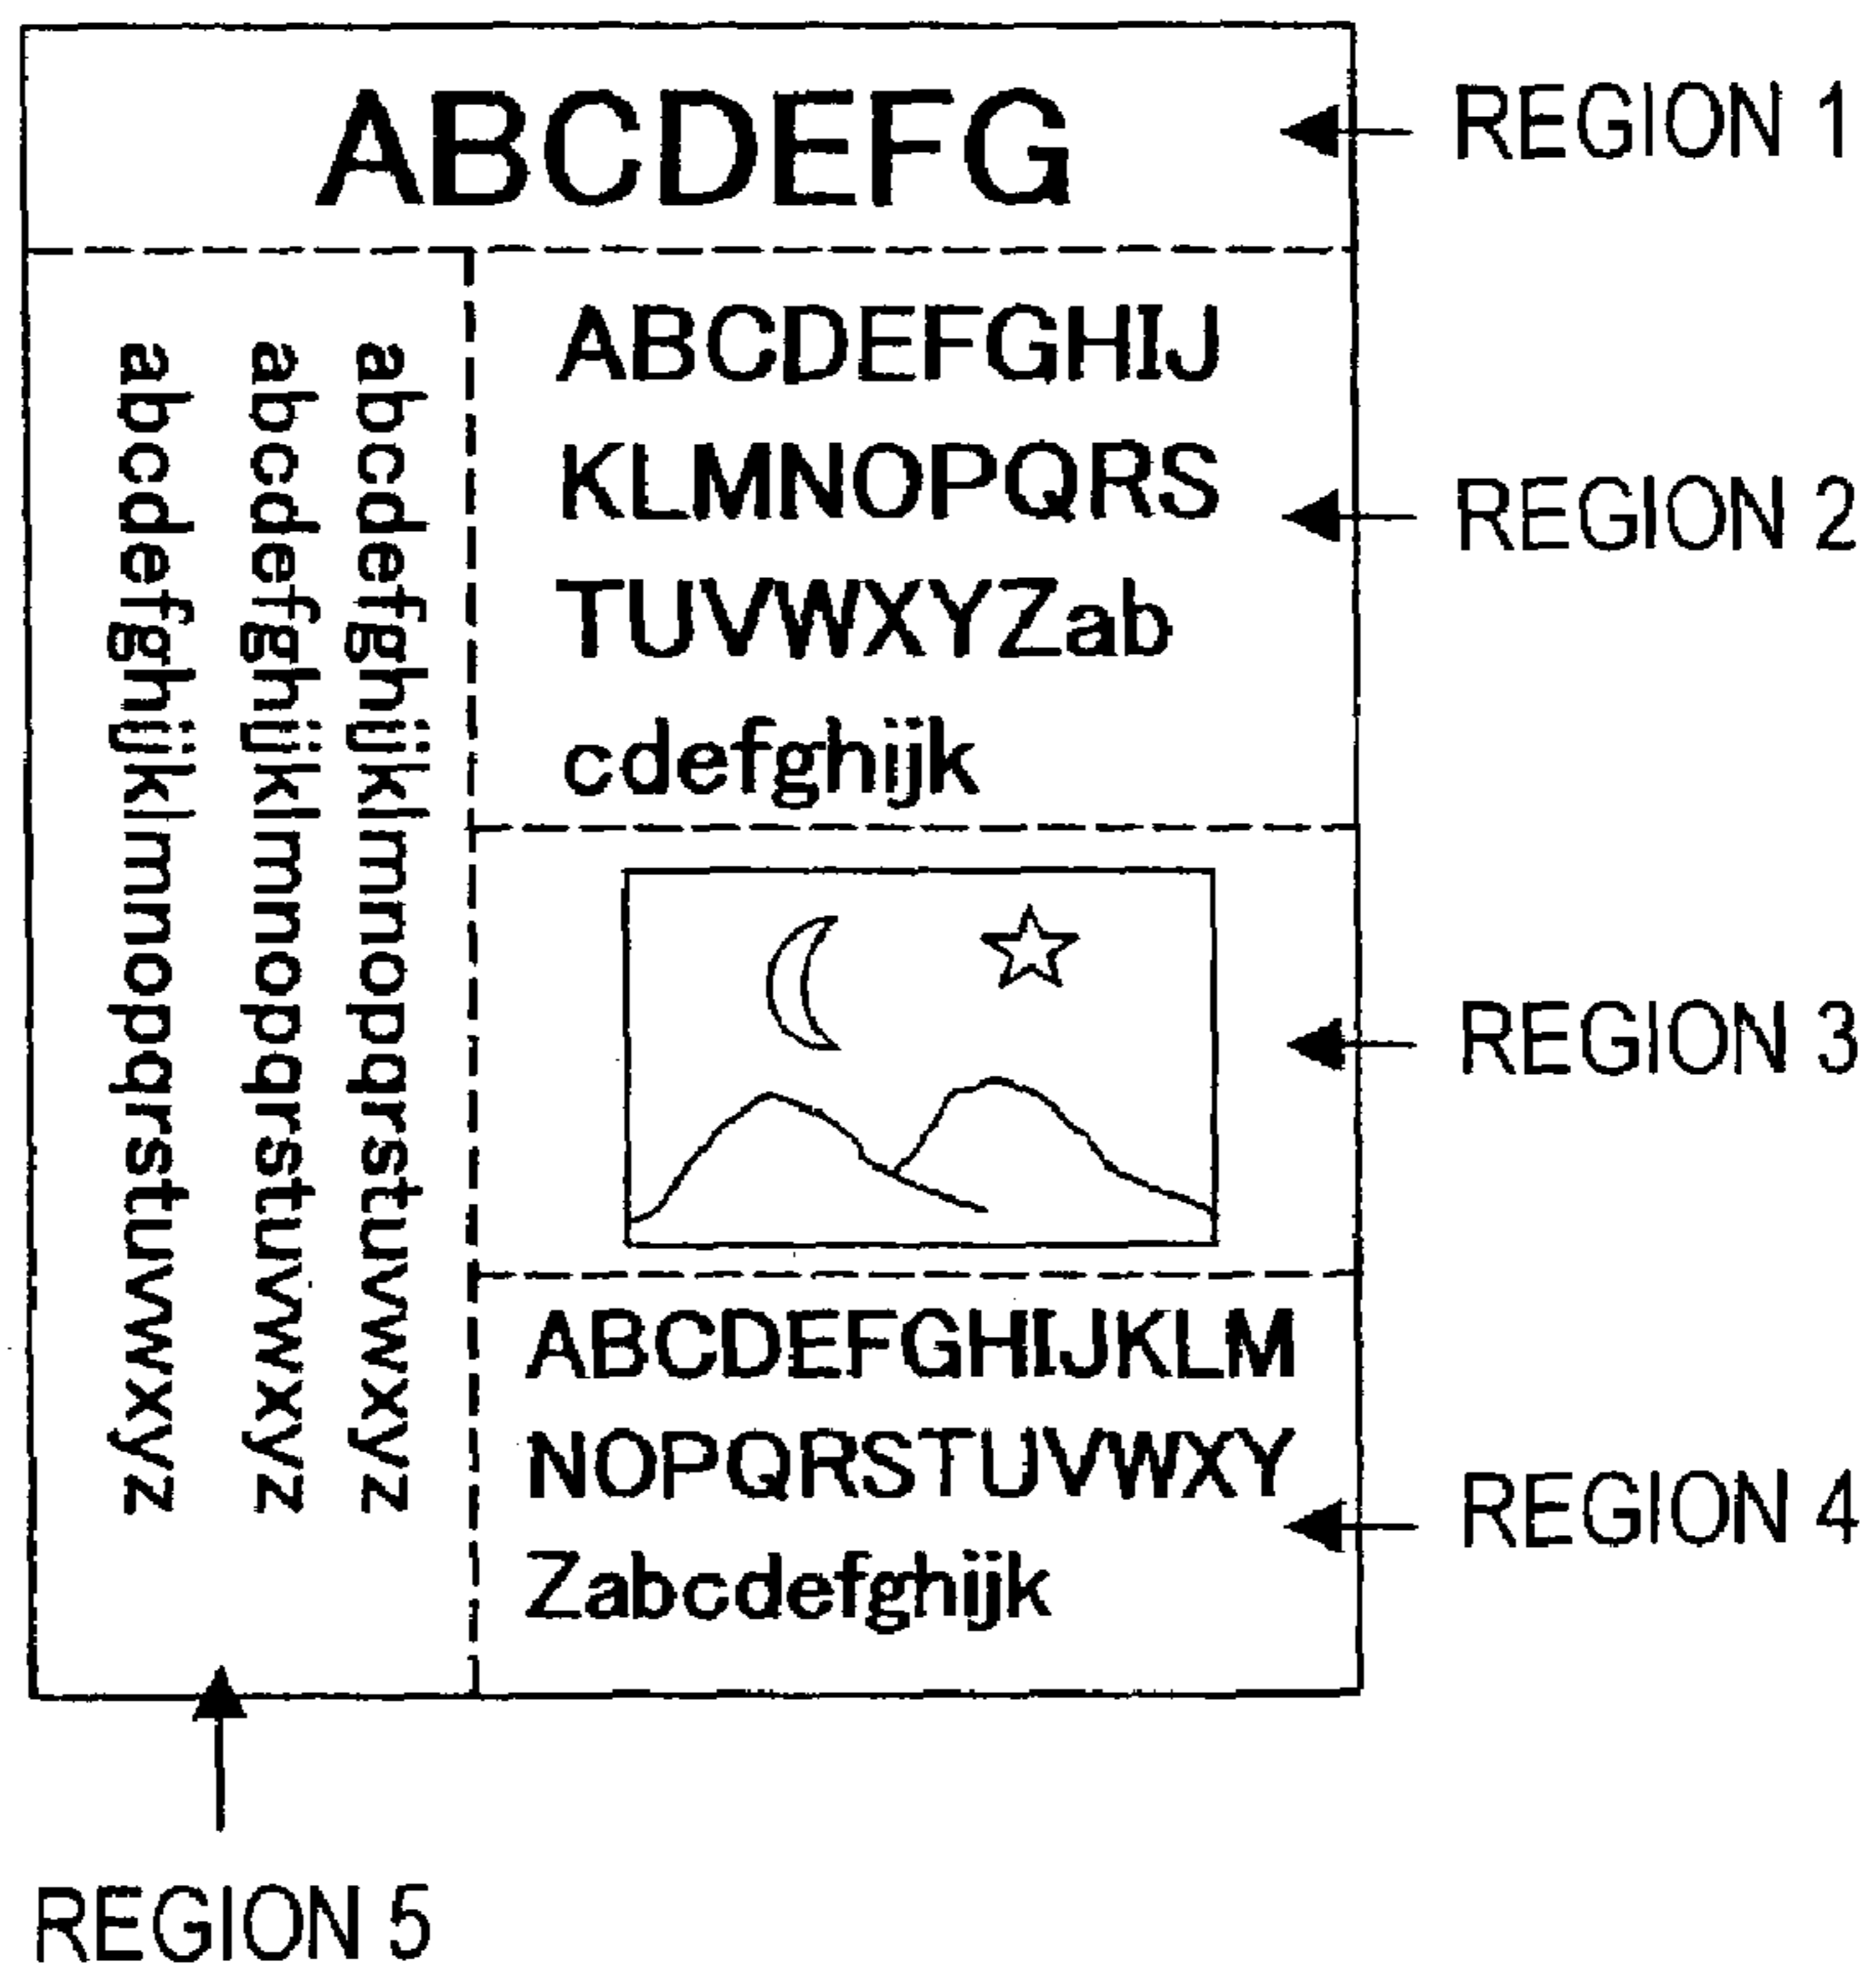 ABCDEFG
REGION 1
ABCDEFGHIJ
KLMNOPQRS
TUVWXYZab
cdefghijk
REGION 2
REGION 3
ABCDEFGHIJKLM
NOPQRSTUVWXY
Zabcdefghijk
REGION 4
abcdefghijklmnopqrstuvwxyz
abcdefghijklmnopqrstuvwxyz
abcdefghijklmnopqrstuvwxyz
REGION 5